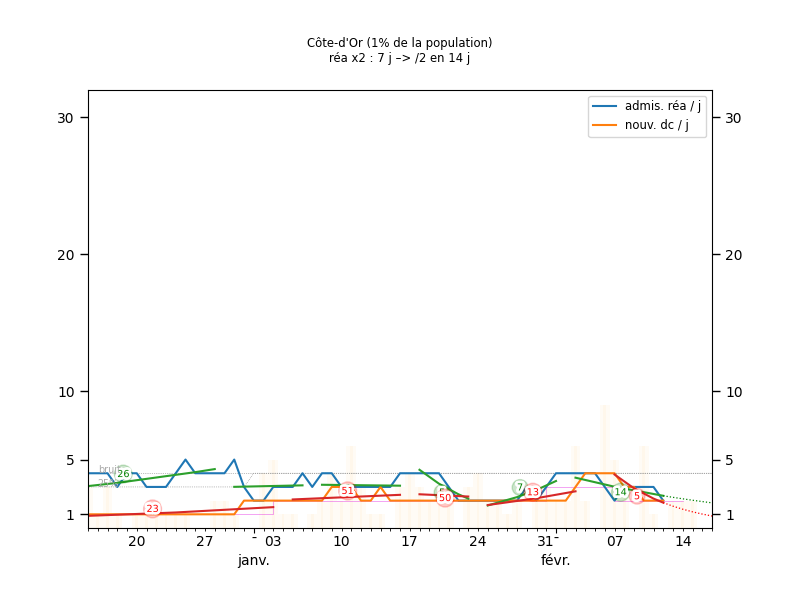 Côte-d'Or (1% de la population)
réa x2 : 7 j –> /2 en 14 j
admis. réa / j
nouv. dc / j
30 30
20 20
10 10
5 5
1 1
bruit
25%
26
23
51
50
7
13
14
5
20 27 03 10 17 24 31 07 14
janv. févr.